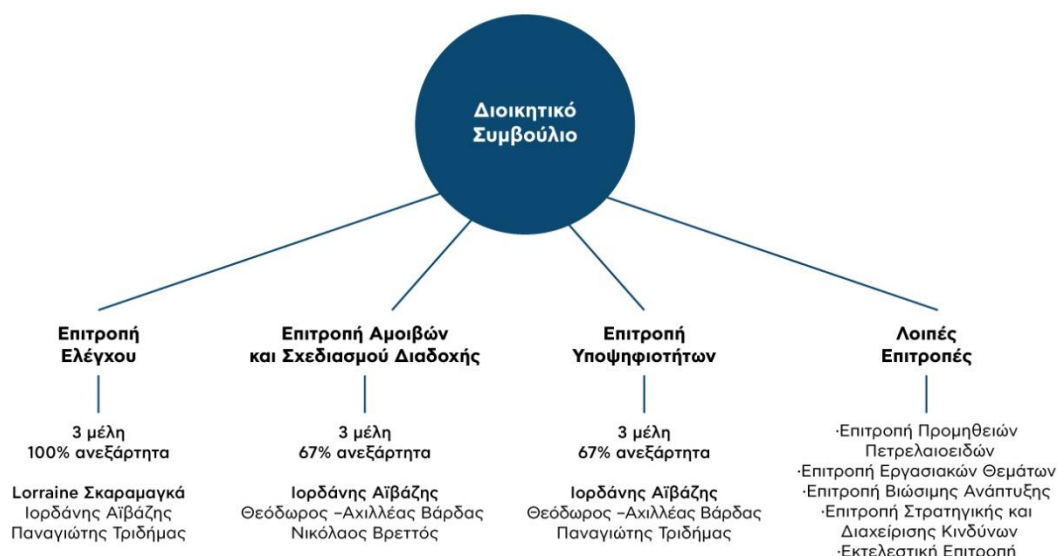 Διοικητικό
Συμβούλιο
Επιτροπή
Ελέγχου
3 μέλη
100% ανεξάρτητα
Lorraine Σκαραμαγκά
Ιορδάνης Αϊβάζης
Παναγιώτης Τριδήμας
Επιτροπή Αμοιβών
και Σχεδιασμού Διαδοχής
3 μέλη
67% ανεξάρτητα
Ιορδάνης Αϊβάζης
Θεόδωρος –Αχιλλέας Βάρδας
Νικόλαος Βρεττός
Επιτροπή
Υποψηφιοτήτων
3 μέλη
67% ανεξάρτητα
Ιορδάνης Αϊβάζης
Θεόδωρος –Αχιλλέας Βάρδας
Παναγιώτης Τριδήμας
Λοιπές
Επιτροπές
·Επιτροπή Προμηθειών
Πετρελαιοειδών
·Επιτροπή Εργασιακών Θεμάτων
·Επιτροπή Βιώσιμης Ανάπτυξης
·Επιτροπή Στρατηγικής και
Διαχείρισης Κινδύνων
·Εκτελεστική Επιτροπή